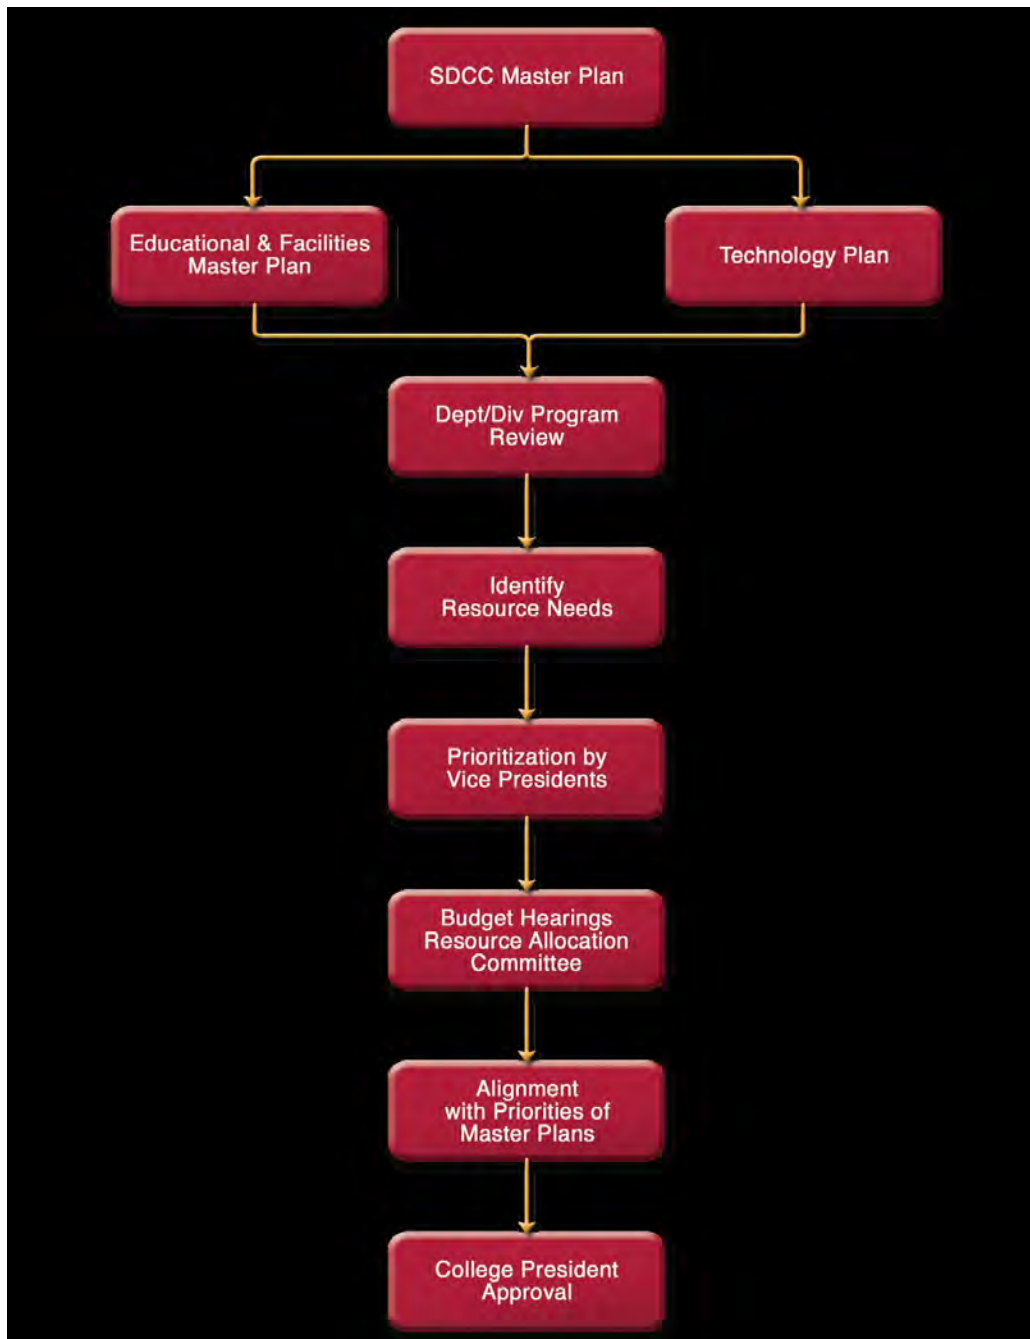 SDCC Master Plan
Educational & Facilities
Master Plan
Technology Plan
Dept/Div Program
Review
Identify
Resource Needs
Prioritization by
Vice Presidents
Budget Hearings
Resource Allocation
Committee
Alignment
with Priorities of
Master Plans
College President
Approval